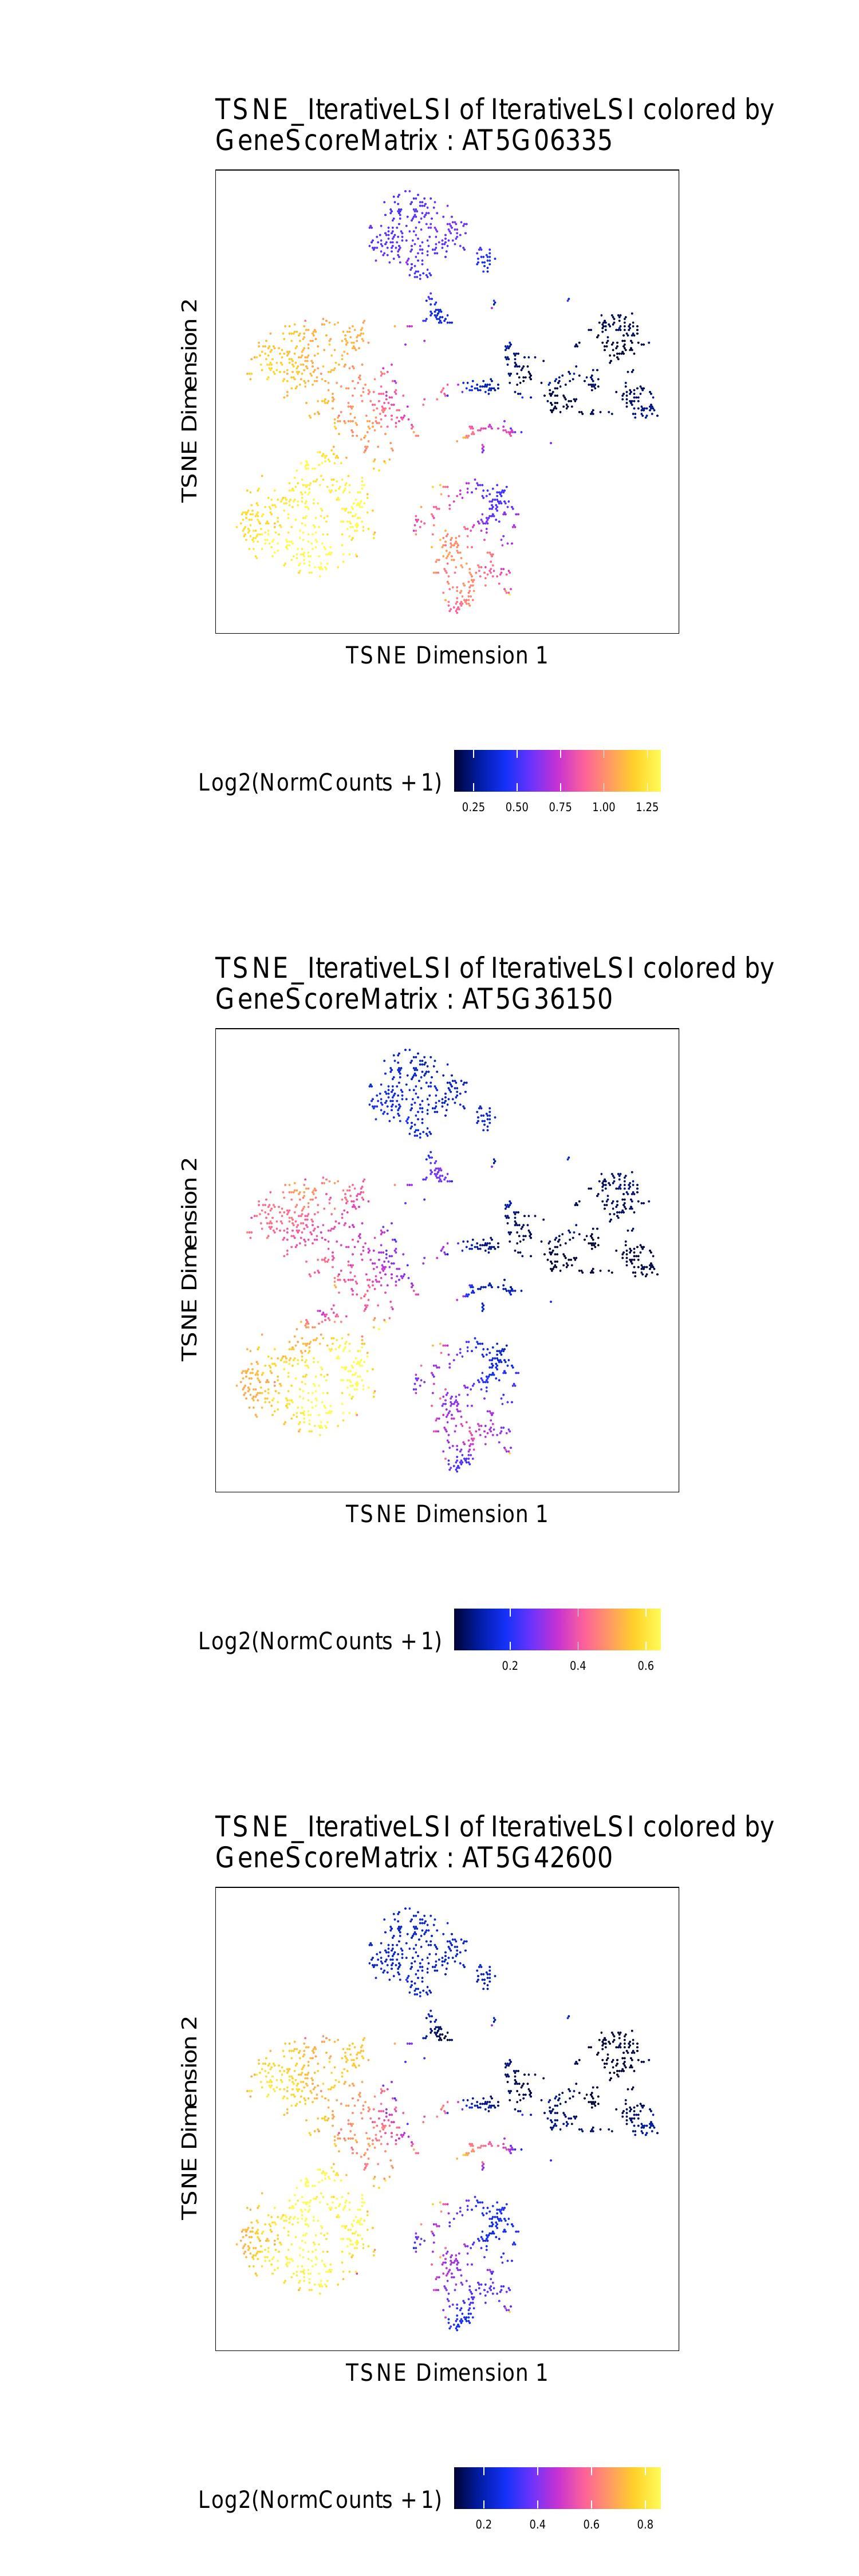 TSNE_IterativeLSI of IterativeLSI colored by
GeneScoreMatrix : AT5G06335
TSNE Dimension 2
TSNE Dimension 1
Log2(NormCounts +1)
0.25 0.50 0.75 1.00 1.25
TSNE_IterativeLSI of IterativeLSI colored by
GeneScoreMatrix : AT5G36150
TSNE Dimension 2
TSNE Dimension 1
Log2(NormCounts +1)
0.2 0.4 0.6
TSNE_IterativeLSI of IterativeLSI colored by
GeneScoreMatrix : AT5G42600
TSNE Dimension 2
TSNE Dimension 1
Log2(NormCounts +1)
0.2 0.4 0.6 0.8